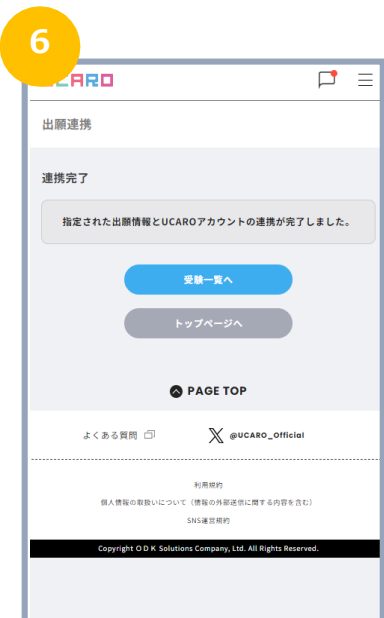 6
UCARO
出願連携
連携完了
指定された出願情報とUCAROアカウントの連携が完了しました。
受験一覧へ
トップページへ
PAGE TOP
よくある質問 @UCARO_Official
利用規約
個人情報の取扱いについて（情報の外部送信に関する内容を含む）
SNS運営規約
Copyright O D K Solutions Company, Ltd. All Rights Reserved.